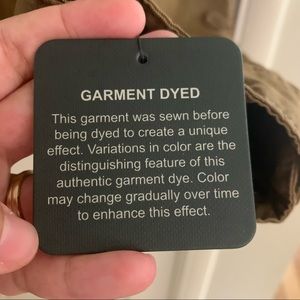 GARMENT DYED
This garment was sewn before
being dyed to create a unique
effect. Variations in color are the
distinguishing feature of this
authentic garment dye. Color
may change gradually over time
to enhance this effect.